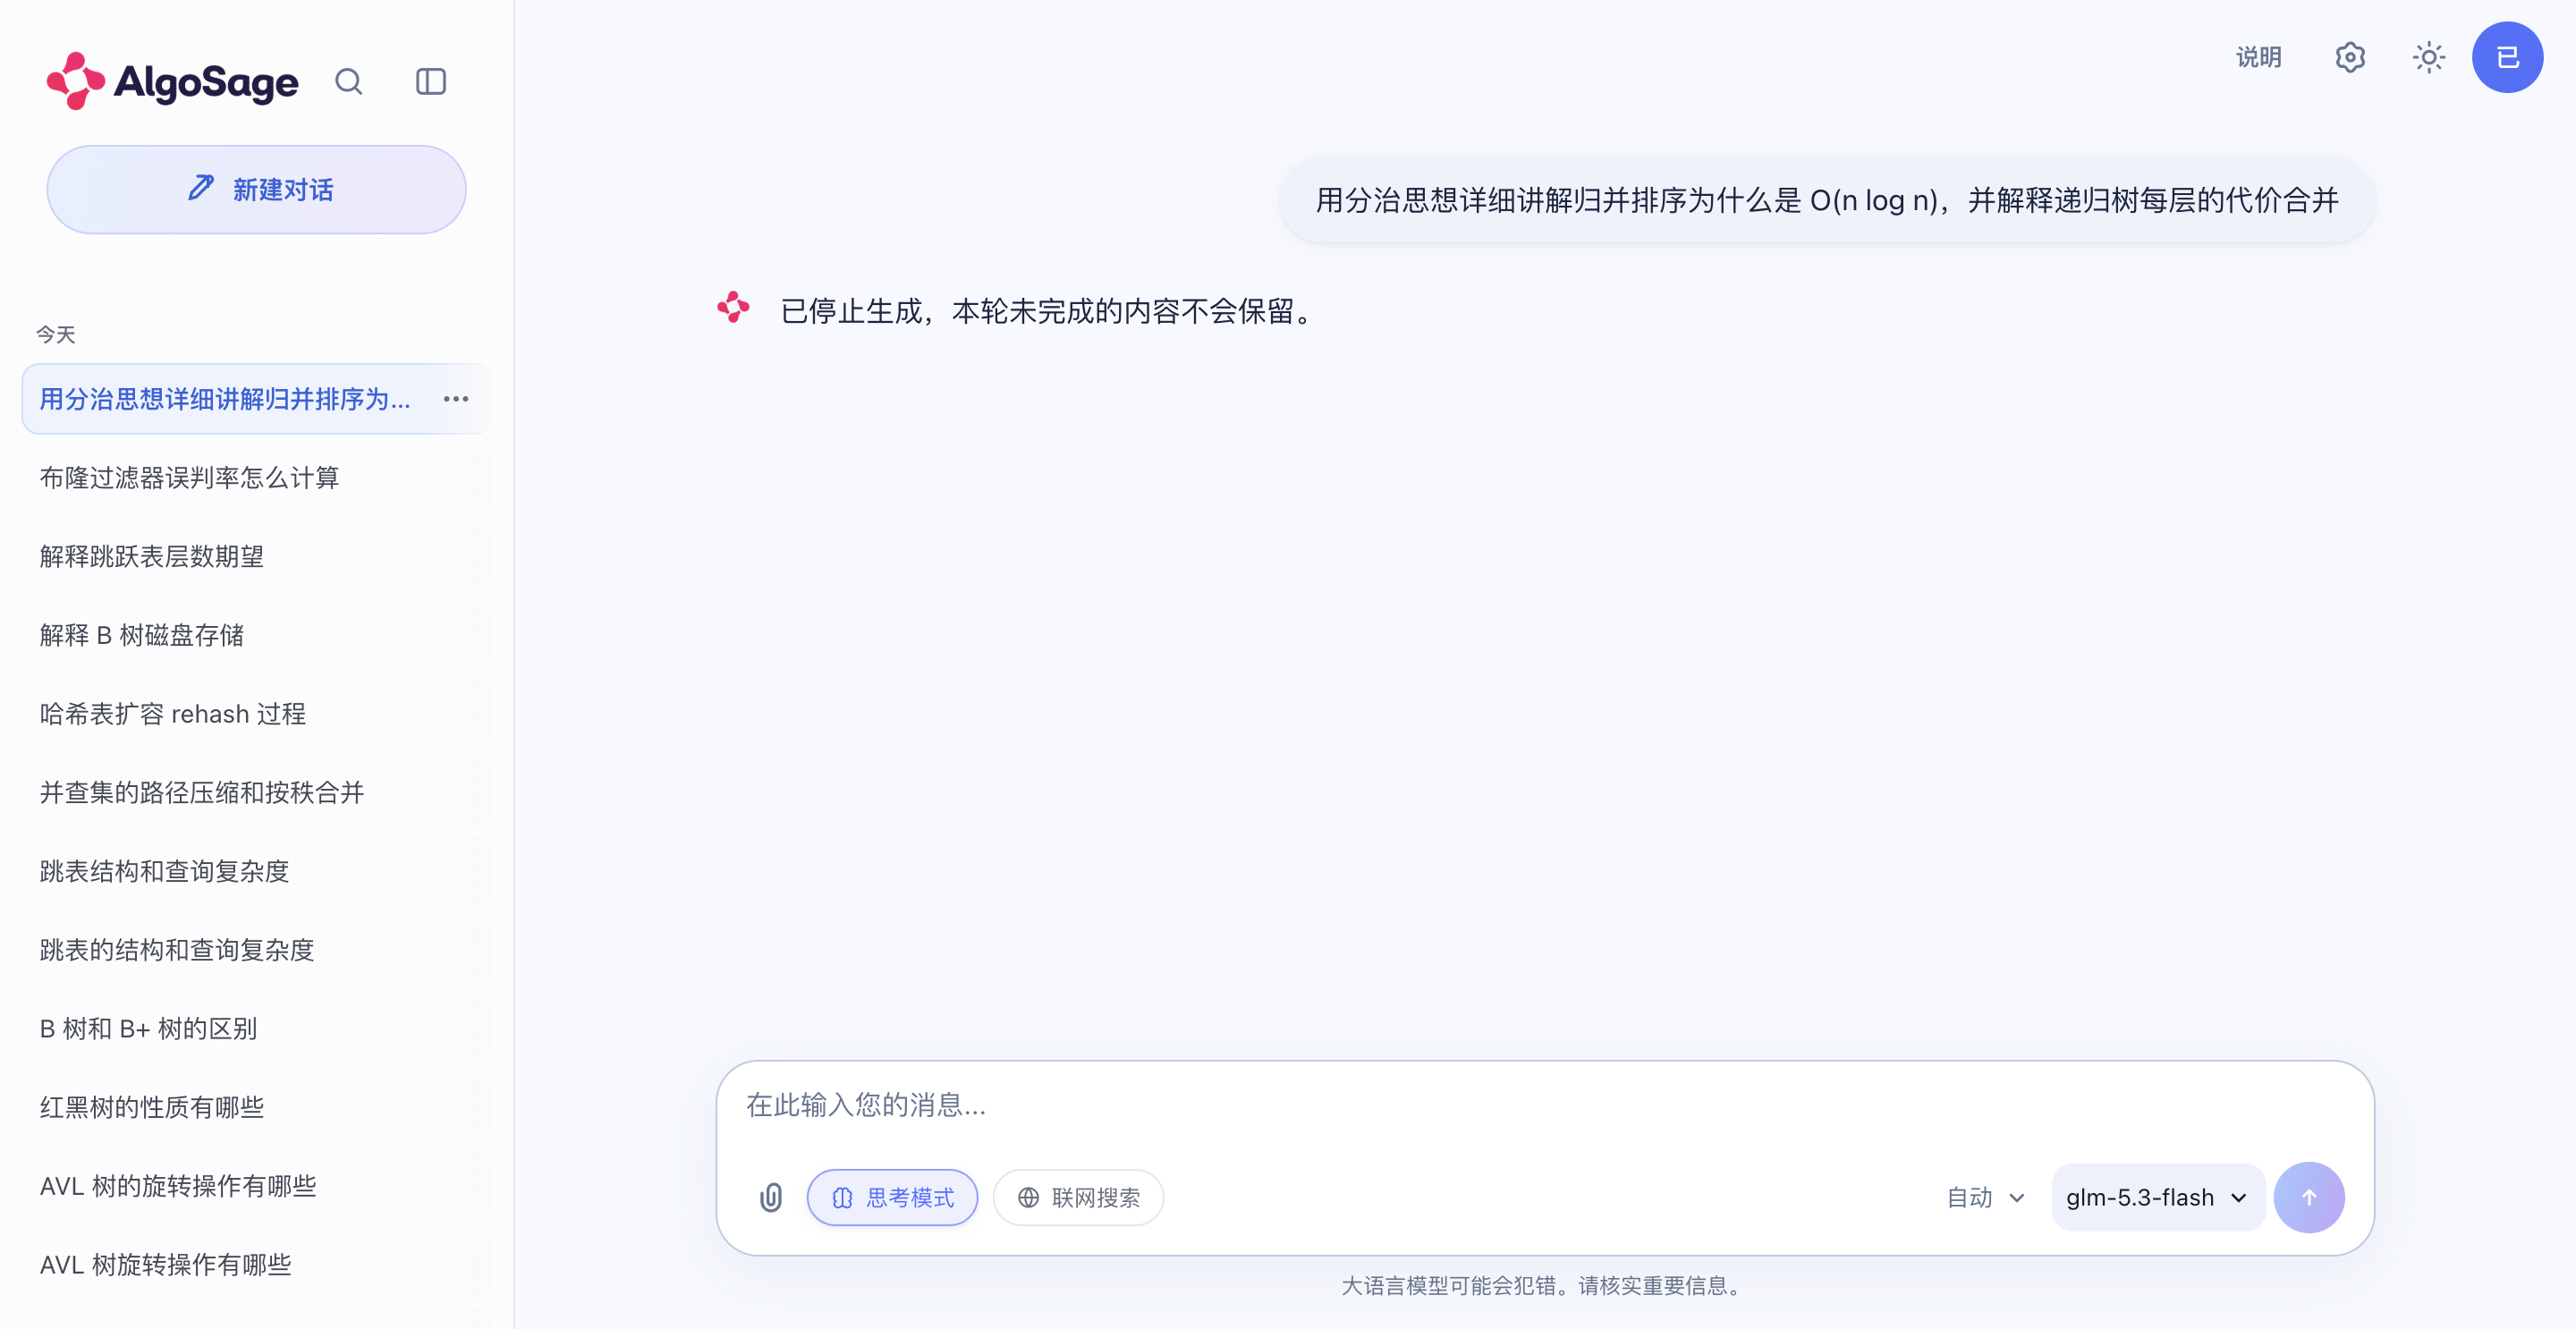 AlgoSage
新建对话
今天
用分治思想详细讲解归并排序为...
布隆过滤器误判率怎么计算
解释跳跃表层数期望
解释 B 树磁盘存储
哈希表扩容 rehash 过程
并查集的路径压缩和按秩合并
跳表结构和查询复杂度
跳表的结构和查询复杂度
B 树和 B+ 树的区别
红黑树的性质有哪些
AVL 树的旋转操作有哪些
AVL 树旋转操作有哪些
说明
已
用分治思想详细讲解归并排序为什么是 O(n log n)，并解释递归树每层的代价合并
已停止生成，本轮未完成的内容不会保留。
在此输入您的消息...
思考模式
联网搜索
自动
glm-5.3-flash
大语言模型可能会犯错。请核实重要信息。